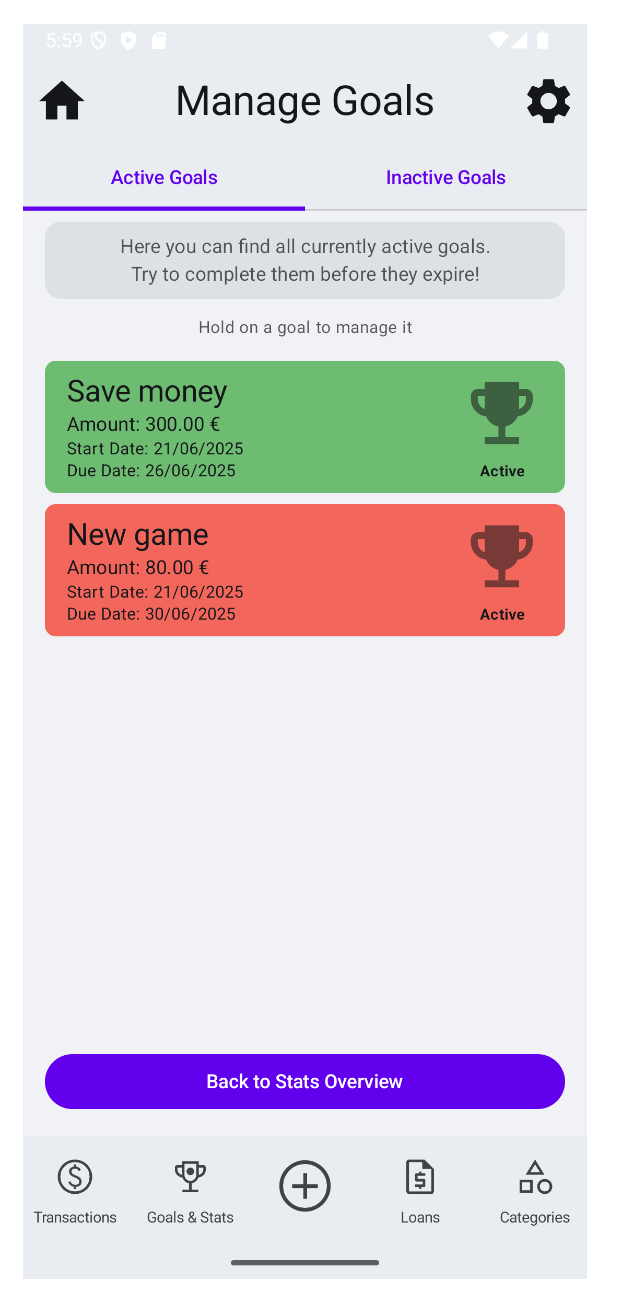 5:59
Manage Goals
Active Goals
Inactive Goals
Here you can find all currently active goals.
Try to complete them before they expire!
Hold on a goal to manage it
Save money
Amount: 300.00 €
Start Date: 21/06/2025
Due Date: 26/06/2025
Active
New game
Amount: 80.00 €
Start Date: 21/06/2025
Due Date: 30/06/2025
Active
Back to Stats Overview
Transactions
Goals & Stats
Loans
Categories